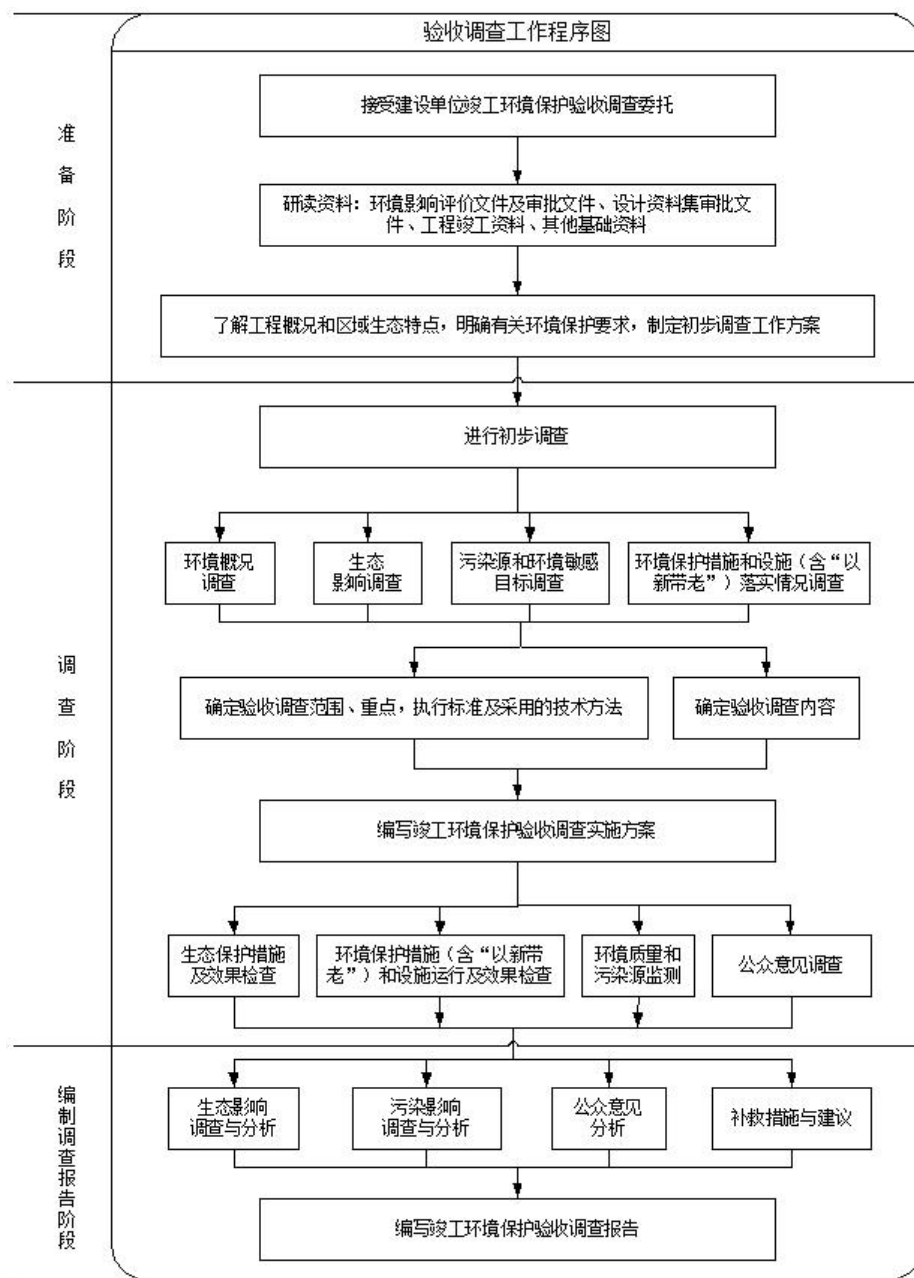 验收调查工作程序图
准备阶段
接受建设单位竣工环境保护验收调查委托
研读资料：环境影响评价文件及审批文件、设计资料集审批文
件、工程竣工资料、其他基础资料
了解工程概况和区域生态特点，明确有关环境保护要求，制定初步调查工作方案
调查阶段
进行初步调查
环境概况
调查
生态
影响调查
污染源和环境敏感
目标调查
环境保护措施和设施（含“以
新带老”）落实情况调查
确定验收调查范围、重点，执行标准及采用的技术方法
确定验收调查内容
编写竣工环境保护验收调查实施方案
生态保护措施
及效果检查
环境保护措施（含“以新带
老”）和设施运行及效果检查
环境质量和
污染源监测
公众意见调查
编制调查报告阶段
生态影响
调查与分析
污染影响
调查与分析
公众意见
分析
补救措施与建议
编写竣工环境保护验收调查报告